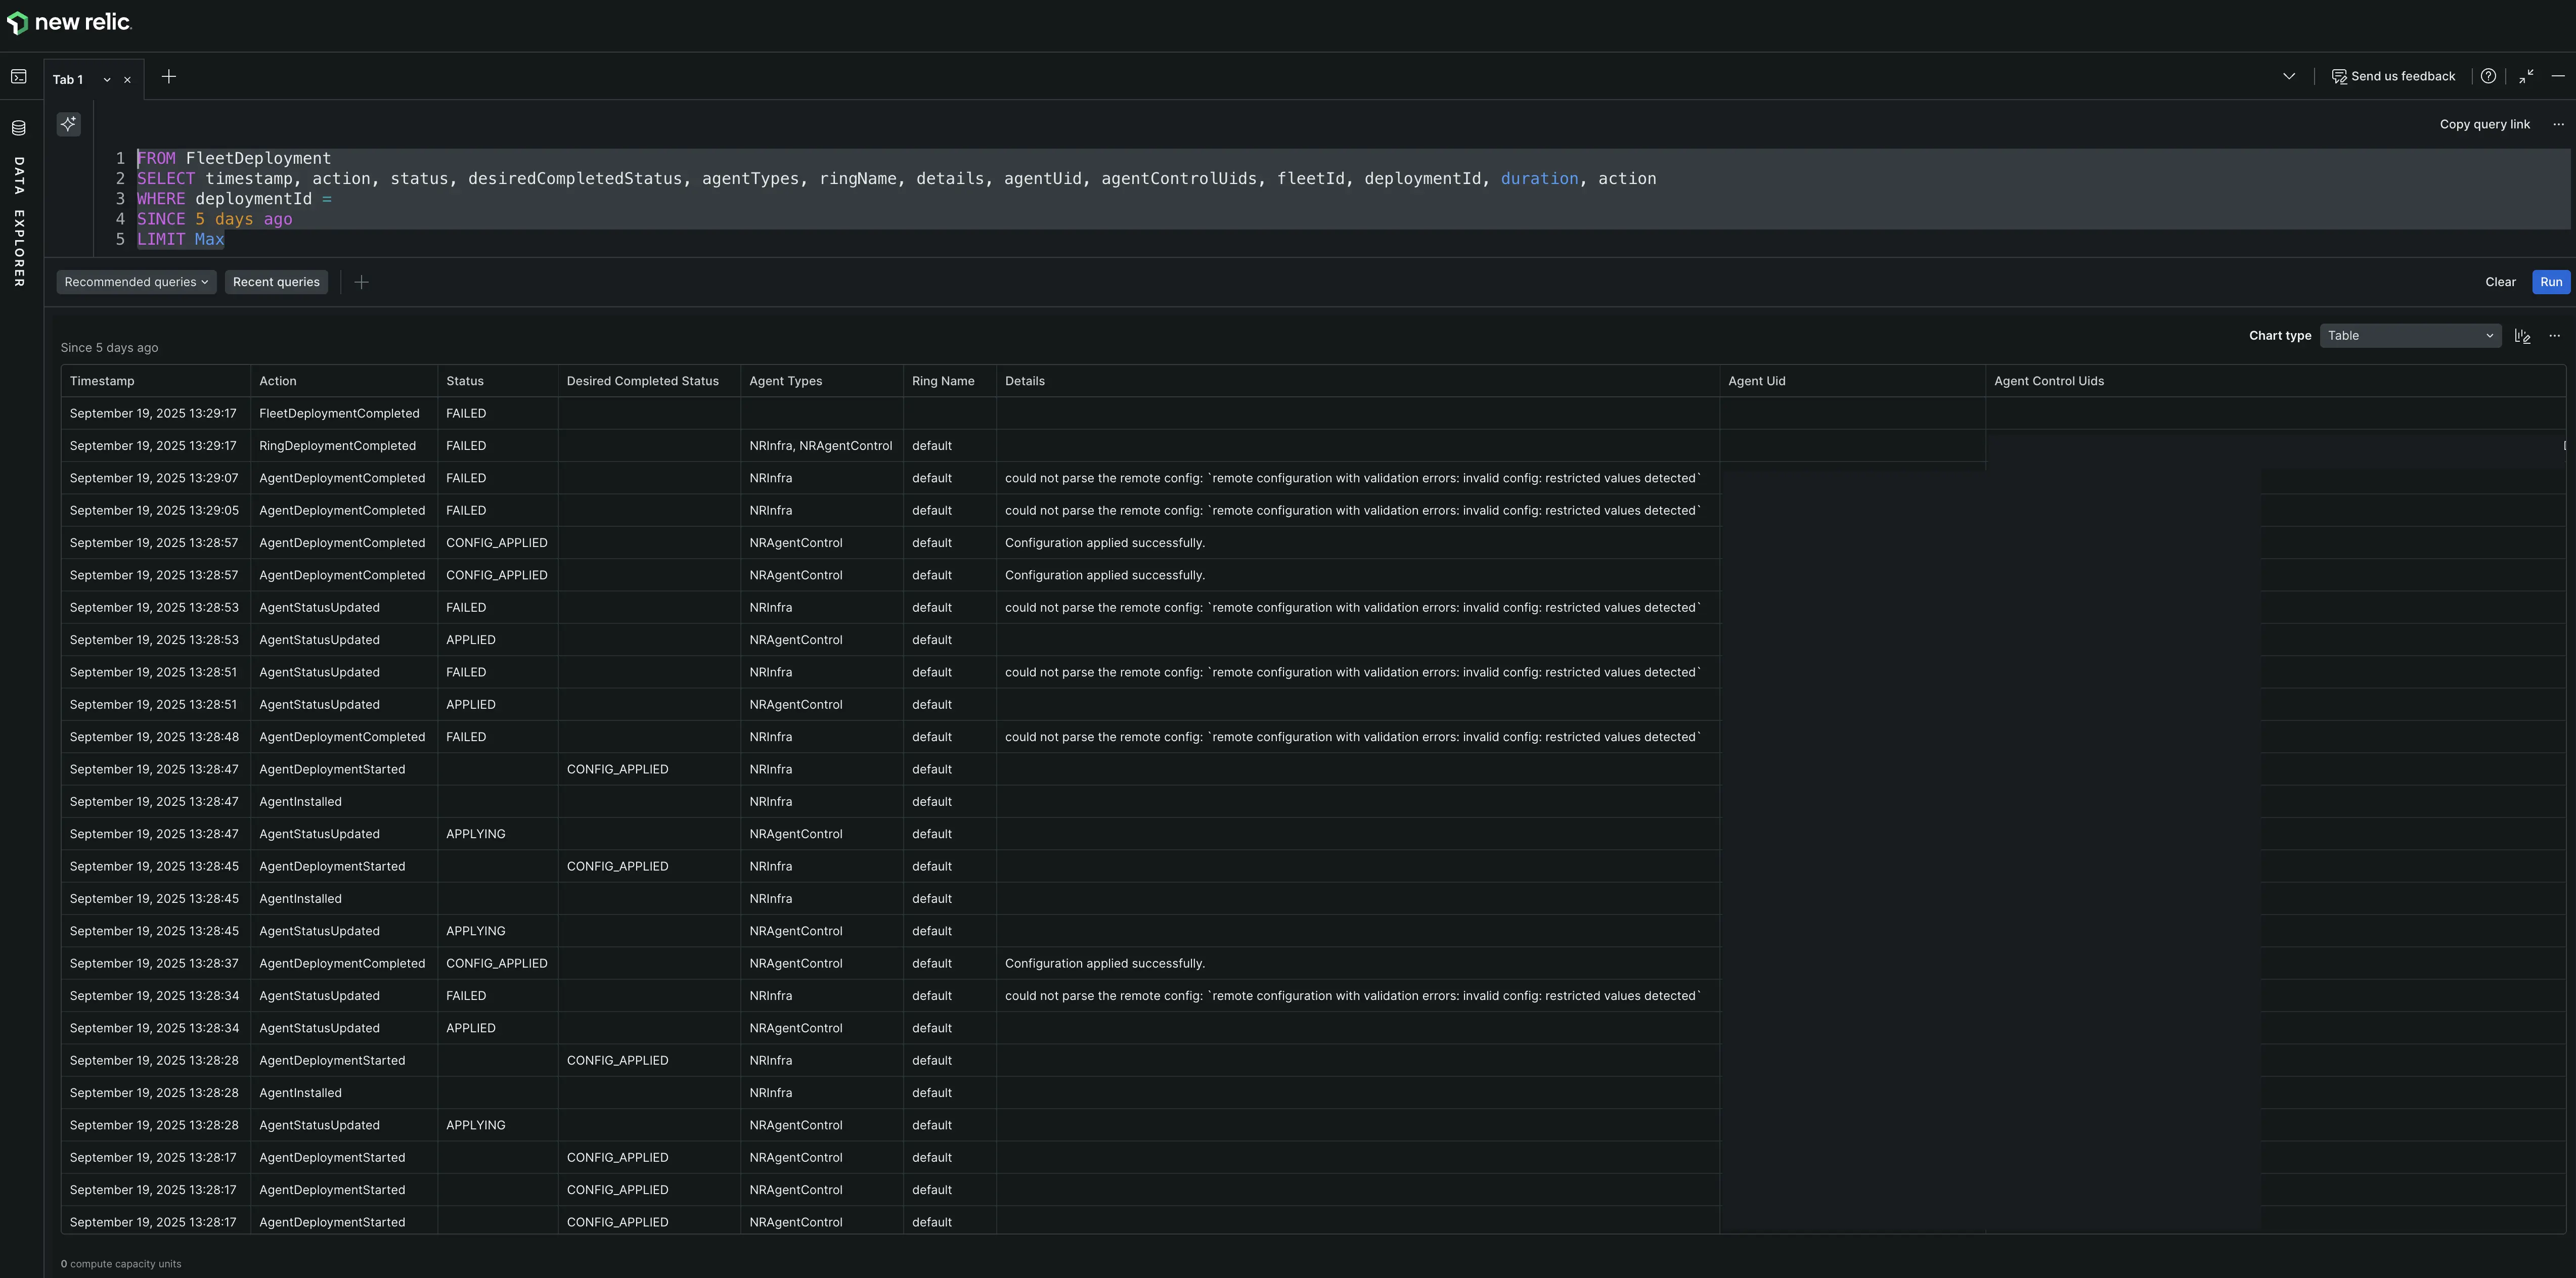 new relic.
Tab 1
Send us feedback
Copy query link
DATA EXPLORER
1 FROM FleetDeployment
2 SELECT timestamp, action, status, desiredCompletedStatus, agentTypes, ringName, details, agentUid, agentControlUids, fleetId, deploymentId, duration, action
3 WHERE deploymentId =
4 SINCE 5 days ago
5 LIMIT Max
Recommended queries Recent queries Clear Run
Chart type Table
Since 5 days ago
Timestamp Action Status Desired Completed Status Agent Types Ring Name Details Agent Uid Agent Control Uids
September 19, 2025 13:29:17 FleetDeploymentCompleted FAILED
September 19, 2025 13:29:17 RingDeploymentCompleted FAILED NRInfra, NRAgentControl default
September 19, 2025 13:29:07 AgentDeploymentCompleted FAILED NRInfra default could not parse the remote config: `remote configuration with validation errors: invalid config: restricted values detected`
September 19, 2025 13:29:05 AgentDeploymentCompleted FAILED NRInfra default could not parse the remote config: `remote configuration with validation errors: invalid config: restricted values detected`
September 19, 2025 13:28:57 AgentDeploymentCompleted CONFIG_APPLIED NRAgentControl default Configuration applied successfully.
September 19, 2025 13:28:57 AgentDeploymentCompleted CONFIG_APPLIED NRAgentControl default Configuration applied successfully.
September 19, 2025 13:28:53 AgentStatusUpdated FAILED NRInfra default could not parse the remote config: `remote configuration with validation errors: invalid config: restricted values detected`
September 19, 2025 13:28:53 AgentStatusUpdated APPLIED NRAgentControl default
September 19, 2025 13:28:51 AgentStatusUpdated FAILED NRInfra default could not parse the remote config: `remote configuration with validation errors: invalid config: restricted values detected`
September 19, 2025 13:28:51 AgentStatusUpdated APPLIED NRAgentControl default
September 19, 2025 13:28:48 AgentDeploymentCompleted FAILED NRInfra default could not parse the remote config: `remote configuration with validation errors: invalid config: restricted values detected`
September 19, 2025 13:28:47 AgentDeploymentStarted CONFIG_APPLIED NRInfra default
September 19, 2025 13:28:47 AgentInstalled NRInfra default
September 19, 2025 13:28:47 AgentStatusUpdated APPLYING NRAgentControl default
September 19, 2025 13:28:45 AgentDeploymentStarted CONFIG_APPLIED NRInfra default
September 19, 2025 13:28:45 AgentInstalled NRInfra default
September 19, 2025 13:28:45 AgentStatusUpdated APPLYING NRAgentControl default
September 19, 2025 13:28:37 AgentDeploymentCompleted CONFIG_APPLIED NRAgentControl default Configuration applied successfully.
September 19, 2025 13:28:34 AgentStatusUpdated FAILED NRInfra default could not parse the remote config: `remote configuration with validation errors: invalid config: restricted values detected`
September 19, 2025 13:28:34 AgentStatusUpdated APPLIED NRAgentControl default
September 19, 2025 13:28:28 AgentDeploymentStarted CONFIG_APPLIED NRInfra default
September 19, 2025 13:28:28 AgentInstalled NRInfra default
September 19, 2025 13:28:28 AgentStatusUpdated APPLYING NRAgentControl default
September 19, 2025 13:28:17 AgentDeploymentStarted CONFIG_APPLIED NRAgentControl default
September 19, 2025 13:28:17 AgentDeploymentStarted CONFIG_APPLIED NRAgentControl default
September 19, 2025 13:28:17 AgentDeploymentStarted CONFIG_APPLIED NRAgentControl default
0 compute capacity units